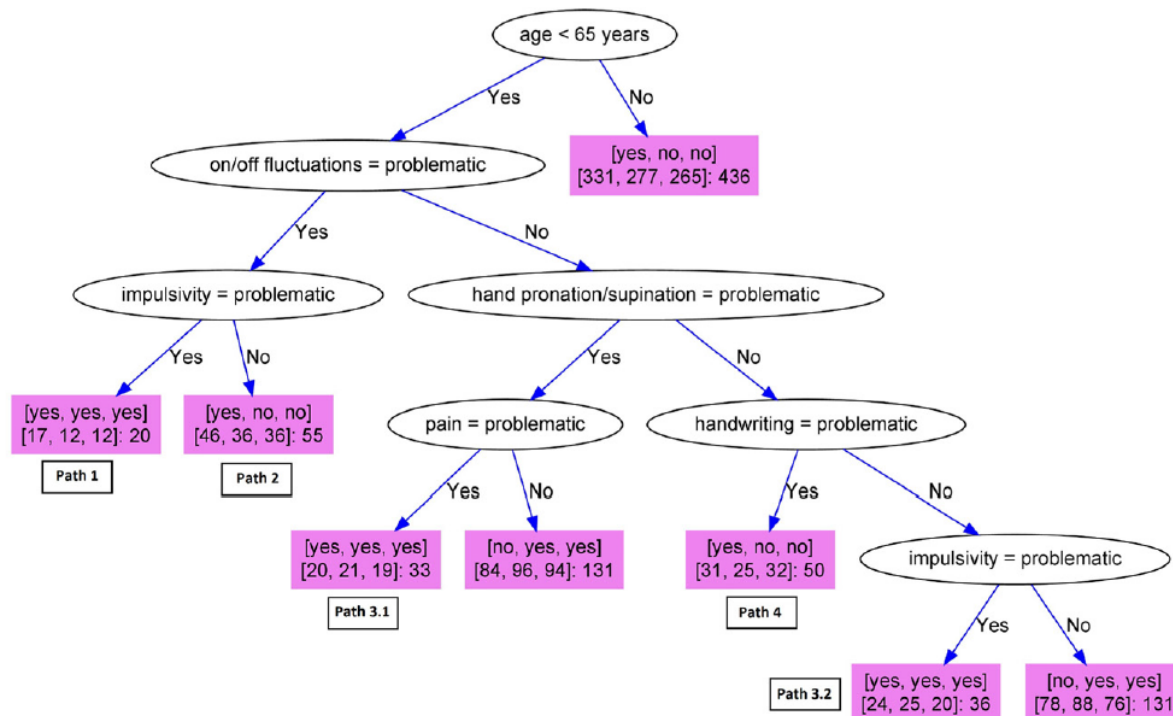 age < 65 years
Yes
No
on/off fluctuations = problematic
[yes, no, no]
[331, 277, 265]: 436
Yes
No
impulsivity = problematic
hand pronation/supination = problematic
Yes
No
Yes
No
[yes, yes, yes]
[17, 12, 12]: 20
[yes, no, no]
[46, 36, 36]: 55
pain = problematic
handwriting = problematic
Path 1
Path 2
Yes
No
Yes
No
[yes, yes, yes]
[20, 21, 19]: 33
[no, yes, yes]
[84, 96, 94]: 131
[yes, no, no]
[31, 25, 32]: 50
impulsivity = problematic
Path 3.1
Path 4
Yes
No
Path 3.2
[yes, yes, yes]
[24, 25, 20]: 36
[no, yes, yes]
[78, 88, 76]: 131